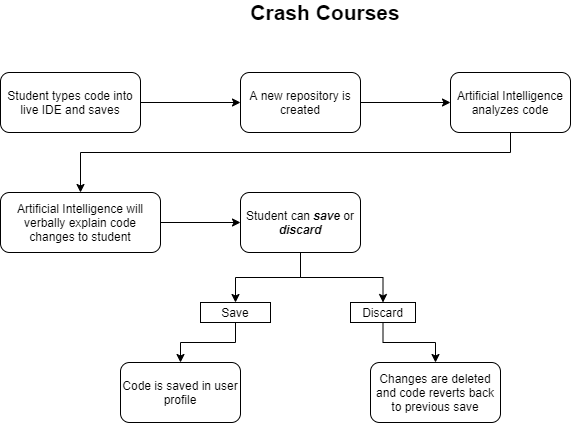 Crash Courses
Student types code into
live IDE and saves
A new repository is
created
Artificial Intelligence
analyzes code
Artificial Intelligence will
verbally explain code
changes to student
Student can save or
discard
Save
Discard
Code is saved in user
profile
Changes are deleted
and code reverts back
to previous save